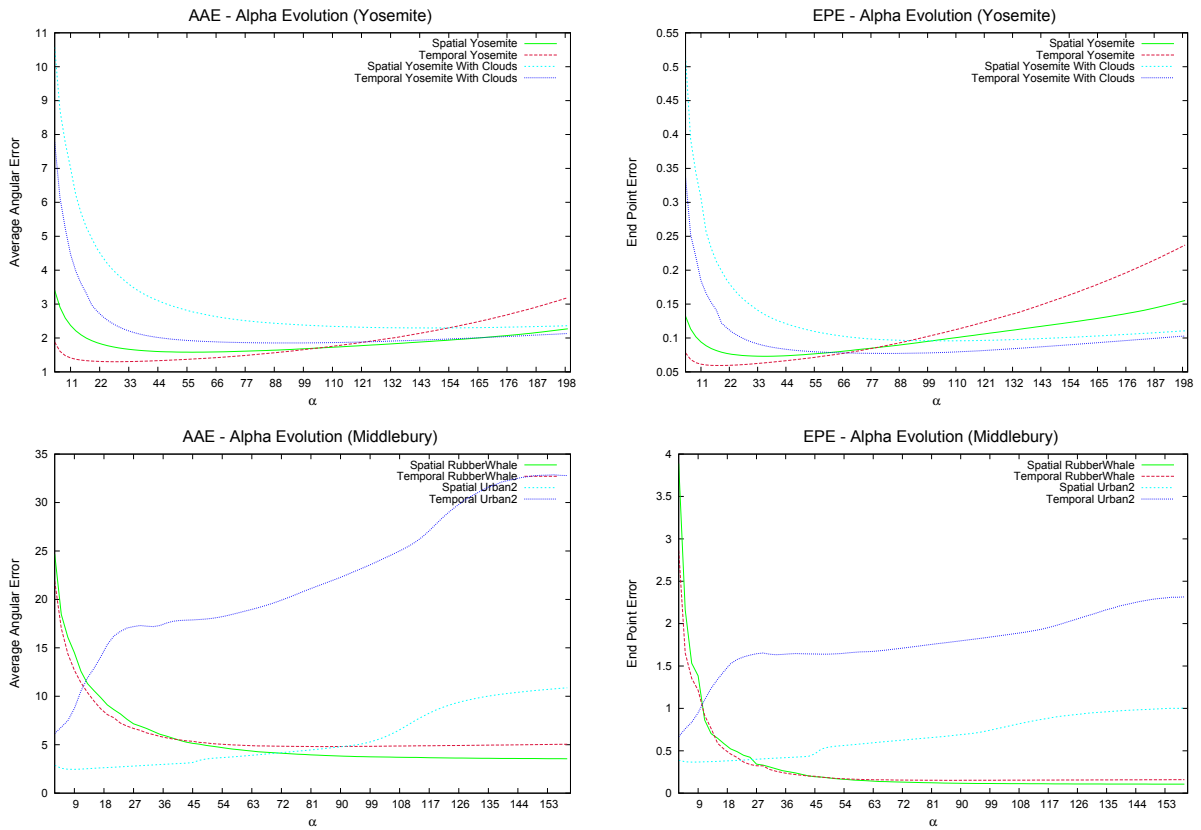 AAE - Alpha Evolution (Yosemite)
Average Angular Error
11
10
9
8
7
6
5
4
3
2
1
Spatial Yosemite
Temporal Yosemite
Spatial Yosemite With Clouds
Temporal Yosemite With Clouds
11 22 33 44 55 66 77 88 99 110 121 132 143 154 165 176 187 198
α
EPE - Alpha Evolution (Yosemite)
End Point Error
0.55
0.5
0.45
0.4
0.35
0.3
0.25
0.2
0.15
0.1
0.05
Spatial Yosemite
Temporal Yosemite
Spatial Yosemite With Clouds
Temporal Yosemite With Clouds
11 22 33 44 55 66 77 88 99 110 121 132 143 154 165 176 187 198
α
AAE - Alpha Evolution (Middlebury)
Average Angular Error
35
30
25
20
15
10
5
0
Spatial RubberWhale
Temporal RubberWhale
Spatial Urban2
Temporal Urban2
9 18 27 36 45 54 63 72 81 90 99 108 117 126 135 144 153
α
EPE - Alpha Evolution (Middlebury)
End Point Error
4
3.5
3
2.5
2
1.5
1
0.5
0
Spatial RubberWhale
Temporal RubberWhale
Spatial Urban2
Temporal Urban2
9 18 27 36 45 54 63 72 81 90 99 108 117 126 135 144 153
α